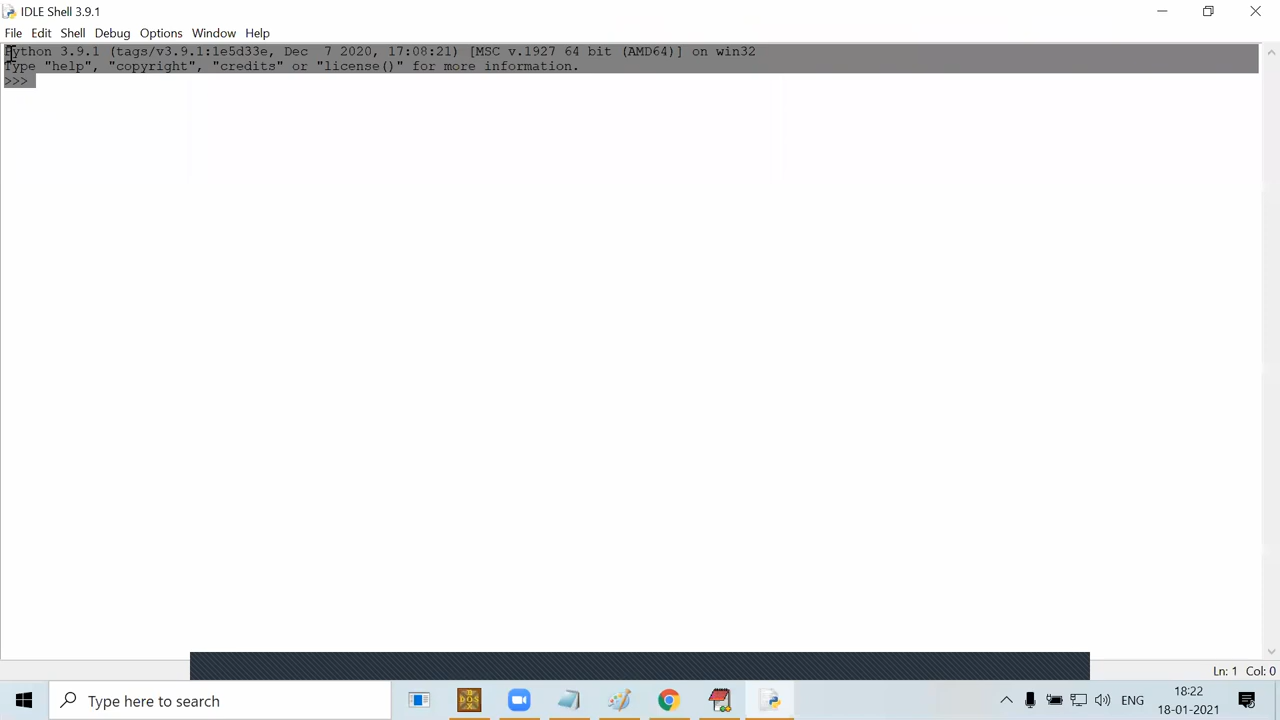 IDLE Shell 3.9.1
File Edit Shell Debug Options Window Help
Python 3.9.1 (tags/v3.9.1:1e5d33e, Dec  7 2020, 17:08:21) [MSC v.1927 64 bit (AMD64)] on win32
Type "help", "copyright", "credits" or "license()" for more information.
>>>
Ln: 1 Col: 0
Type here to search
DOS BOX
ENG
18:22
18-01-2021